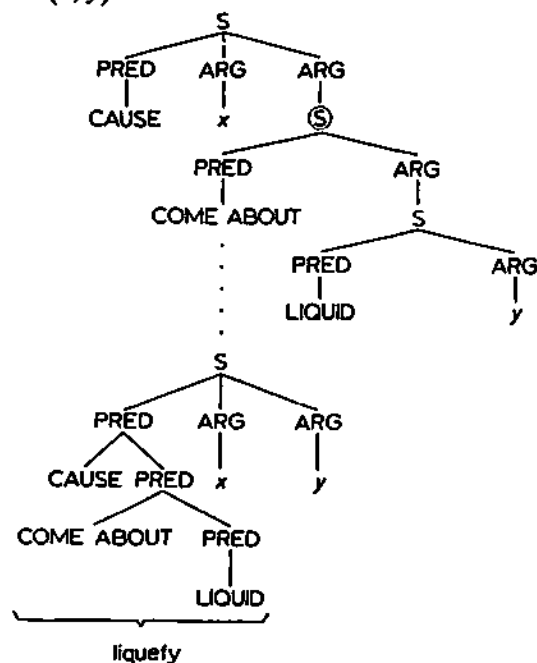 S
PRED ARG ARG
CAUSE x Ⓢ
PRED ARG
COME ABOUT S
PRED ARG
LIQUID y
S
PRED ARG ARG
CAUSE PRED x y
COME ABOUT PRED
LIQUID
liquefy